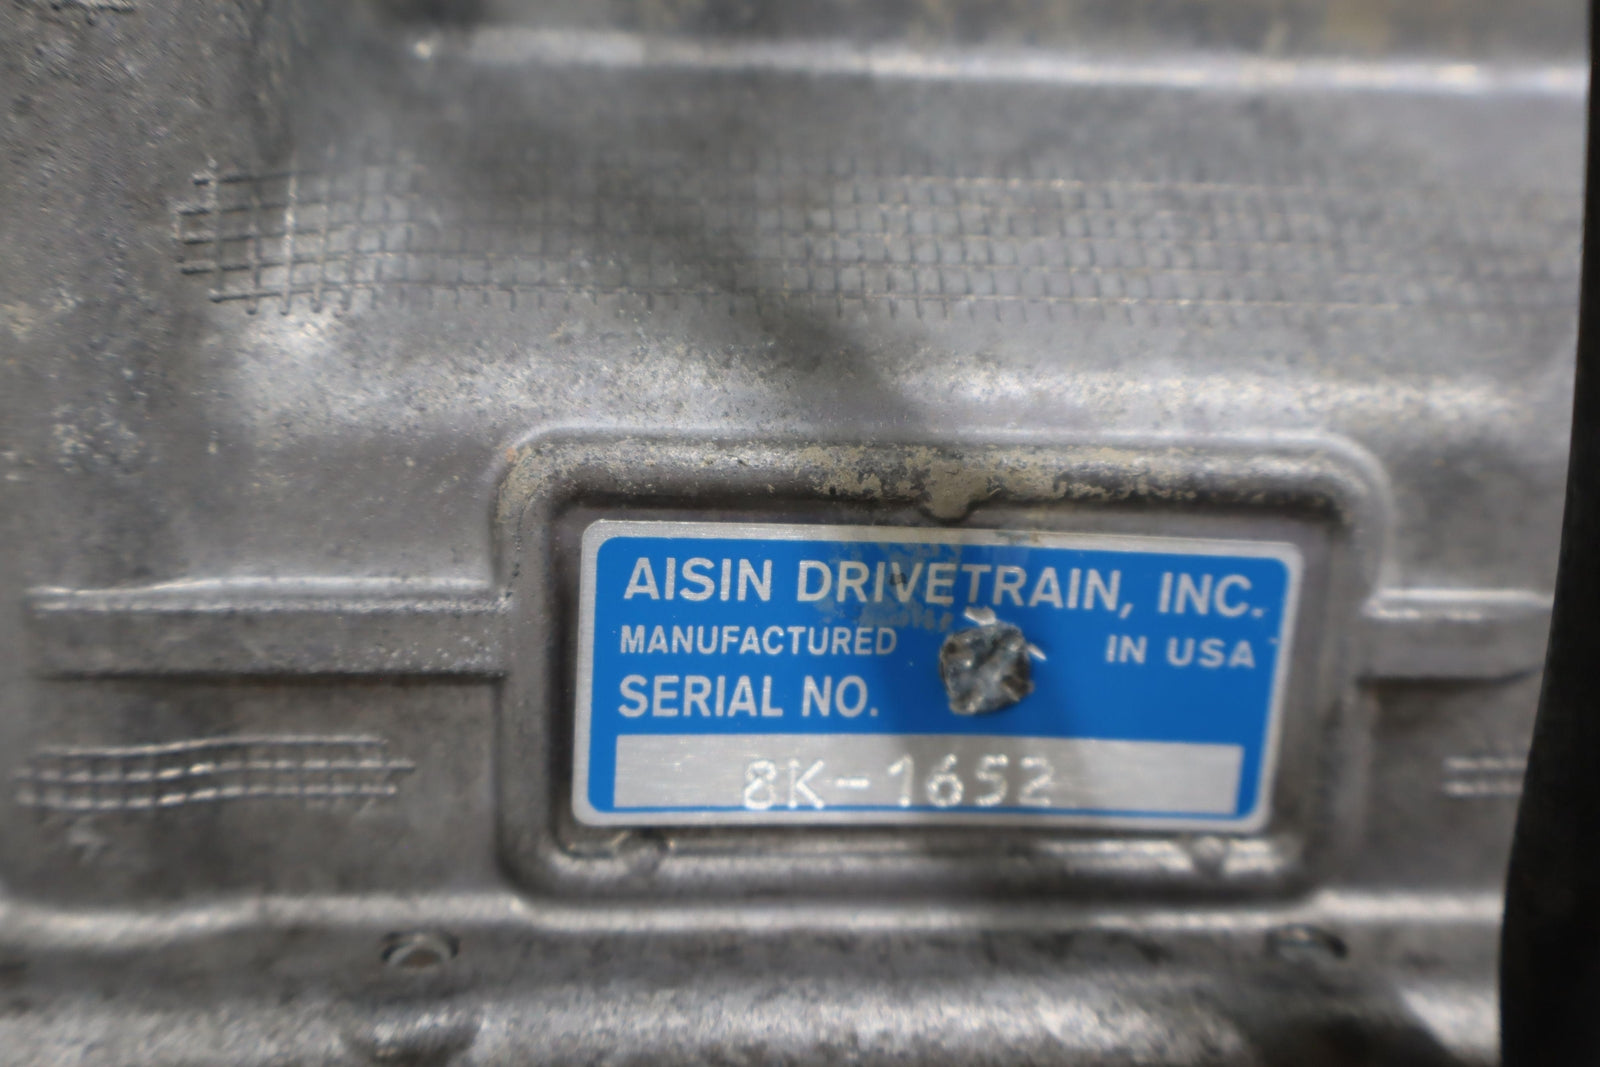 AISIN DRIVETRAIN, INC.
MANUFACTURED IN USA
SERIAL NO.
8K-1652